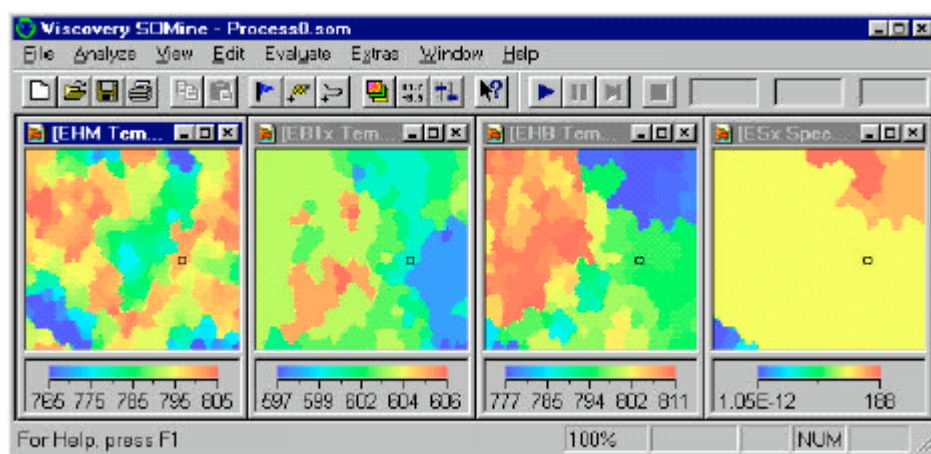 Viscovery SOMine - Process0.som
File Analyze View Edit Evaluate Extras Window Help
[EHM Tem...
[EB1x Tem...
[EHB Tem...
[ESx Spec...
765 775 785 795 805
597 599 602 604 606
777 785 794 802 811
1.05E-12 188
For Help, press F1
100%
NUM